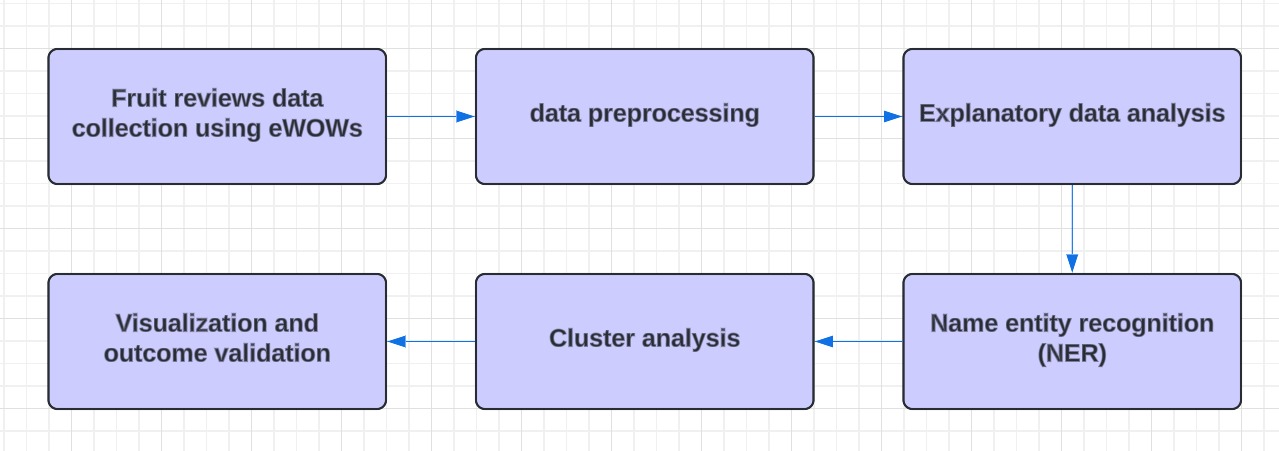 Fruit reviews data
collection using eWOWs
data preprocessing
Explanatory data analysis
Name entity recognition
(NER)
Cluster analysis
Visualization and
outcome validation